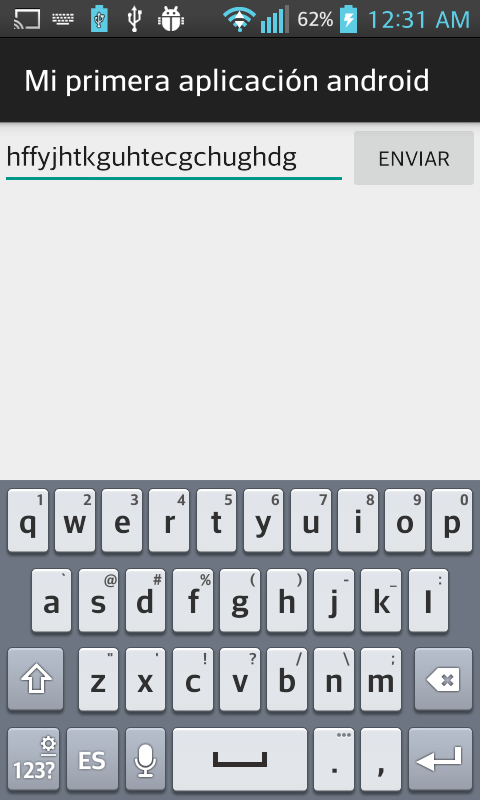 62% 12:31 AM
Mi primera aplicación android
hffyjhtkguhtecgchughdg ENVIAR
1 2 3 4 5 6 7 8 9 0
q w e r t y u i o p
` @ # % ( ) - _ :
a s d f g h j k l
" ' ! ? / \ ;
z x c v b n m
123? ES ... . ,